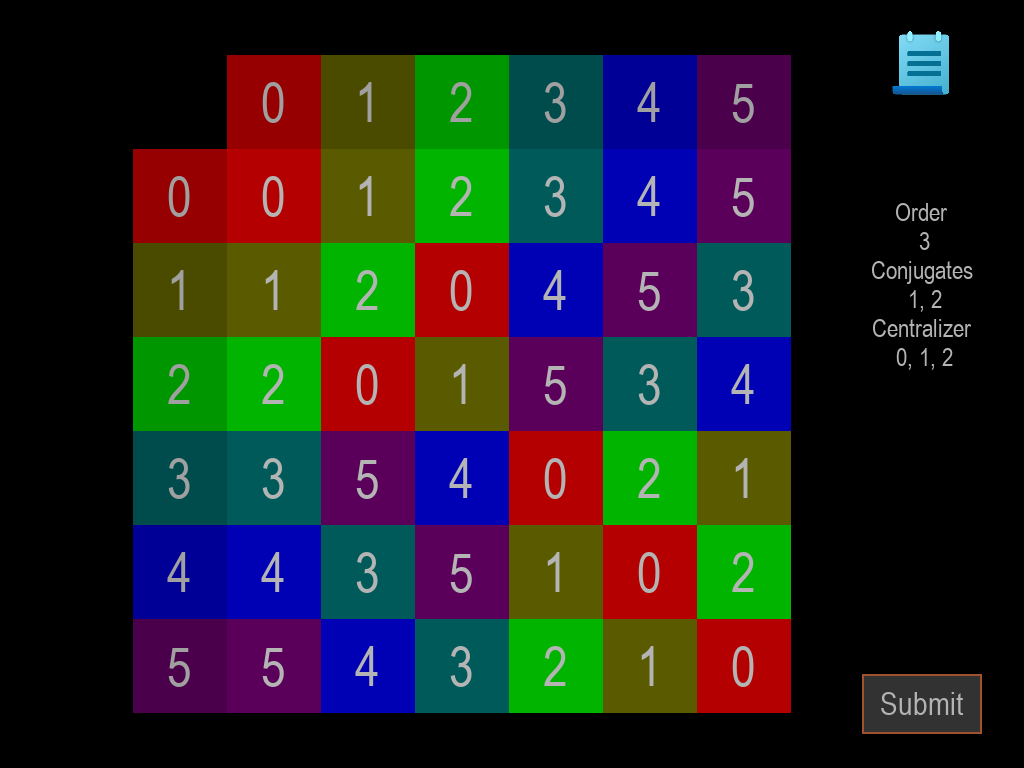 0 1 2 3 4 5
0 0 1 2 3 4 5
1 1 2 0 4 5 3
2 2 0 1 5 3 4
3 3 5 4 0 2 1
4 4 3 5 1 0 2
5 5 4 3 2 1 0
Order
3
Conjugates
1, 2
Centralizer
0, 1, 2
Submit